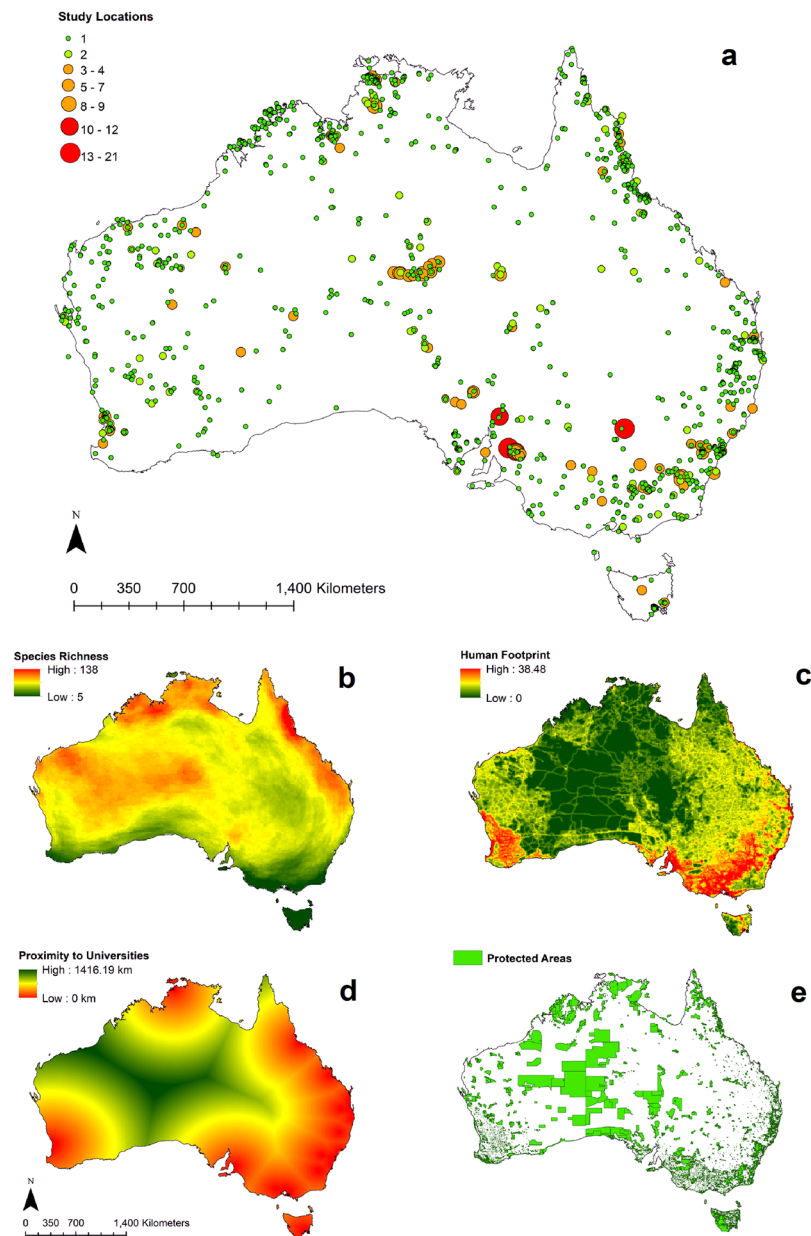 Study Locations
1
2
3 - 4
5 - 7
8 - 9
10 - 12
13 - 21
a
N
0 350 700 1,400 Kilometers
Species Richness
High : 138
Low : 5
b
Human Footprint
High : 38.48
Low : 0
c
Proximity to Universities
High : 1416.19 km
Low : 0 km
d
N
0 350 700 1,400 Kilometers
Protected Areas
e